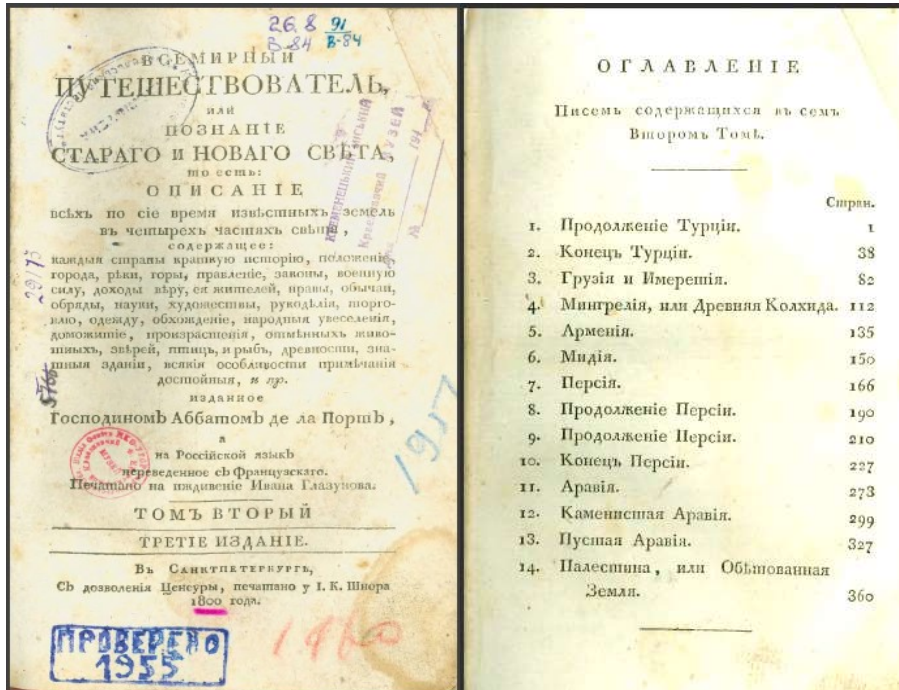 26.8 91
В-84 В-84
ВСЕМИРНЫЙ
ПУТЕШЕСТВОВАТЕЛЬ,
или
ПОЗНАНІЕ
СТАРАГО и НОВАГО СВѢТА,
то есть:
ОПИСАНІЕ
всѣхъ по сіе время извѣстныхъ земель
въ четырехъ частяхъ свѣта,
содержащее:
каждыя страны краткую исторію, положеніе,
города, рѣки, горы, правленіе, законы, военную
силу, доходы вѣру, ея жителей, нравы, обычаи,
обряды, науки, художествы, рукодѣлія, торго-
влю, одежду, обхожденіе, народныя увеселенія,
доможитіе, произрастенія, отмѣнныхъ живо-
тныхъ, звѣрей, птицъ, и рыбъ, древности, зна-
тныя зданіи, всякія особливости примѣчанія
достойныя, и пр.
изданное
Господиномъ Аббатомъ де ла Портъ,
а
на Россійской языкъ
переведенное съ Французскаго.
Печатано на иждивеніе Ивана Глазунова.
ТОМЪ ВТОРЫЙ
ТРЕТІЕ ИЗДАНІЕ.
Въ Санктпетербургѣ,
Съ дозволенія Ценсуры, печатано у І. К. Шнора
1800 года.
КРЕМЕНЕЦЬКИЙ МІСЬКИЙ
Краєзнавчий МУЗЕЙ
1917
ПРОВЕРЕНО
1955
ОГЛАВЛЕНІЕ
Писемъ содержащихся въ семъ
Второмъ Томѣ.
Стран.
1. Продолженіе Турціи. 1
2. Конецъ Турціи. 38
3. Грузія и Имеретія. 82
4. Мингрелія, или Древняя Колхида. 112
5. Арменія. 135
6. Мидія. 150
7. Персія. 166
8. Продолженіе Персіи. 190
9. Продолженіе Персіи. 210
10. Конецъ Персіи. 227
11. Аравія. 273
12. Каменистая Аравія. 299
13. Пустая Аравія. 327
14. Палестина, или Обѣтованная
Земля. 360